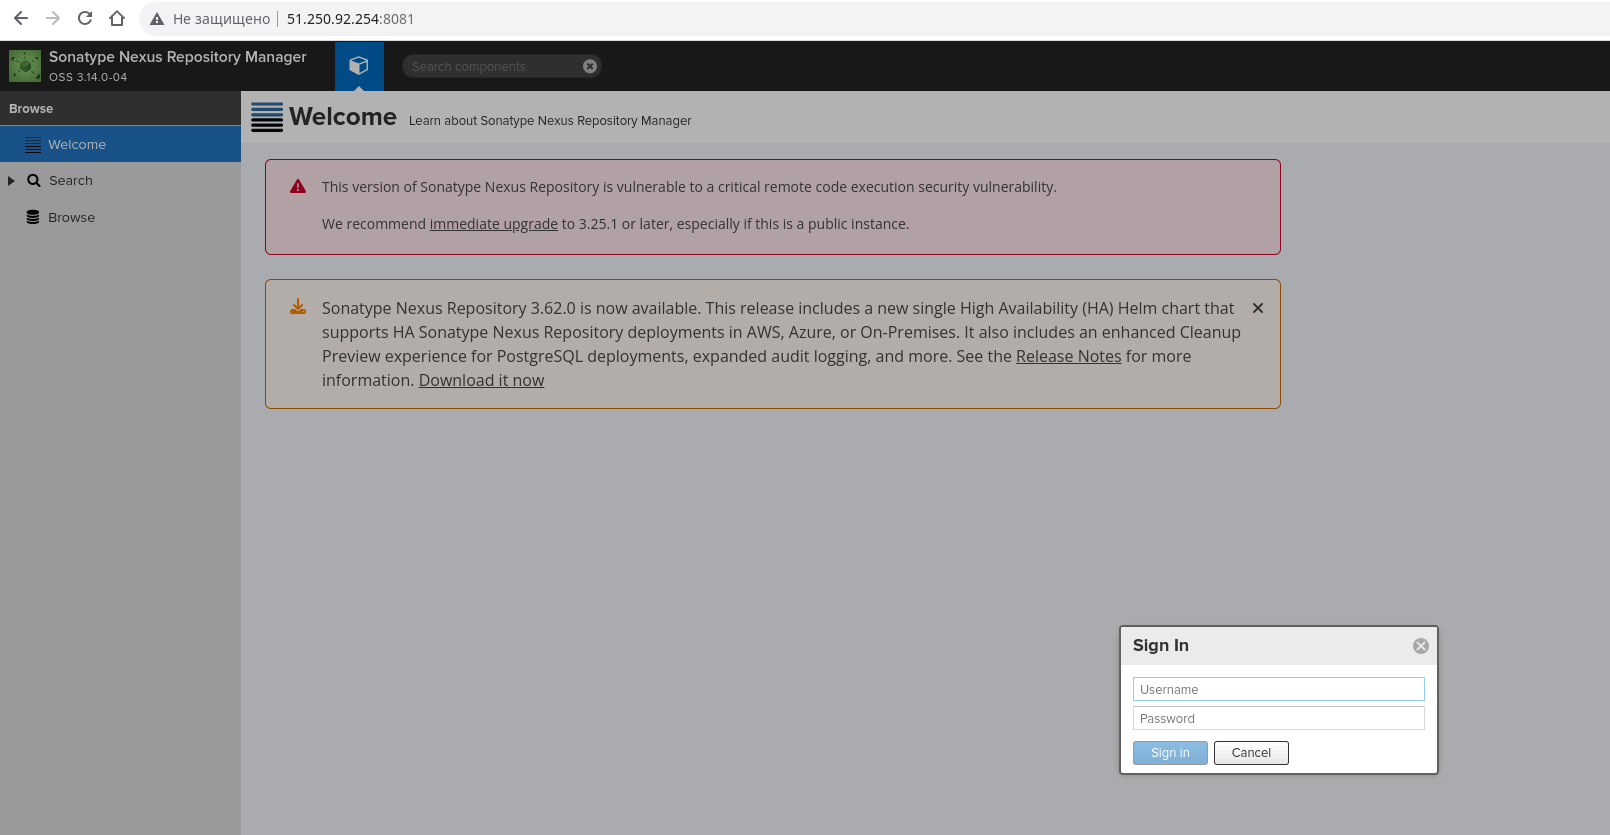 Не защищено 51.250.92.254:8081
Sonatype Nexus Repository Manager
OSS 3.14.0-04
Search components
Browse
Welcome
Search
Browse
Welcome Learn about Sonatype Nexus Repository Manager
This version of Sonatype Nexus Repository is vulnerable to a critical remote code execution security vulnerability.
We recommend immediate upgrade to 3.25.1 or later, especially if this is a public instance.
Sonatype Nexus Repository 3.62.0 is now available. This release includes a new single High Availability (HA) Helm chart that
supports HA Sonatype Nexus Repository deployments in AWS, Azure, or On-Premises. It also includes an enhanced Cleanup
Preview experience for PostgreSQL deployments, expanded audit logging, and more. See the Release Notes for more
information. Download it now
Sign In
Username
Password
Sign in Cancel